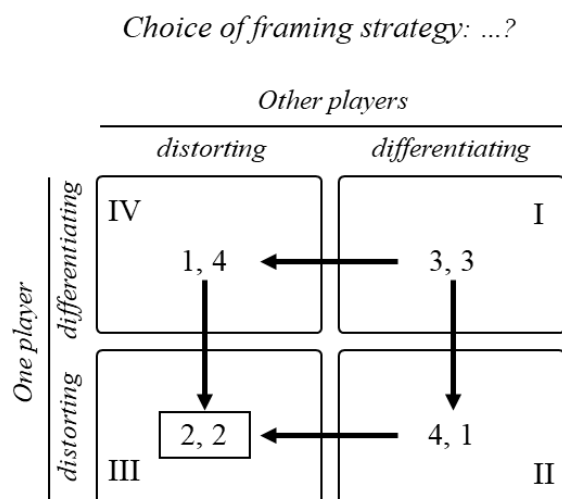 Choice of framing strategy: ...?
Other players
distorting differentiating
One player
differentiating
distorting
IV I
1, 4 3, 3
2, 2 4, 1
III II